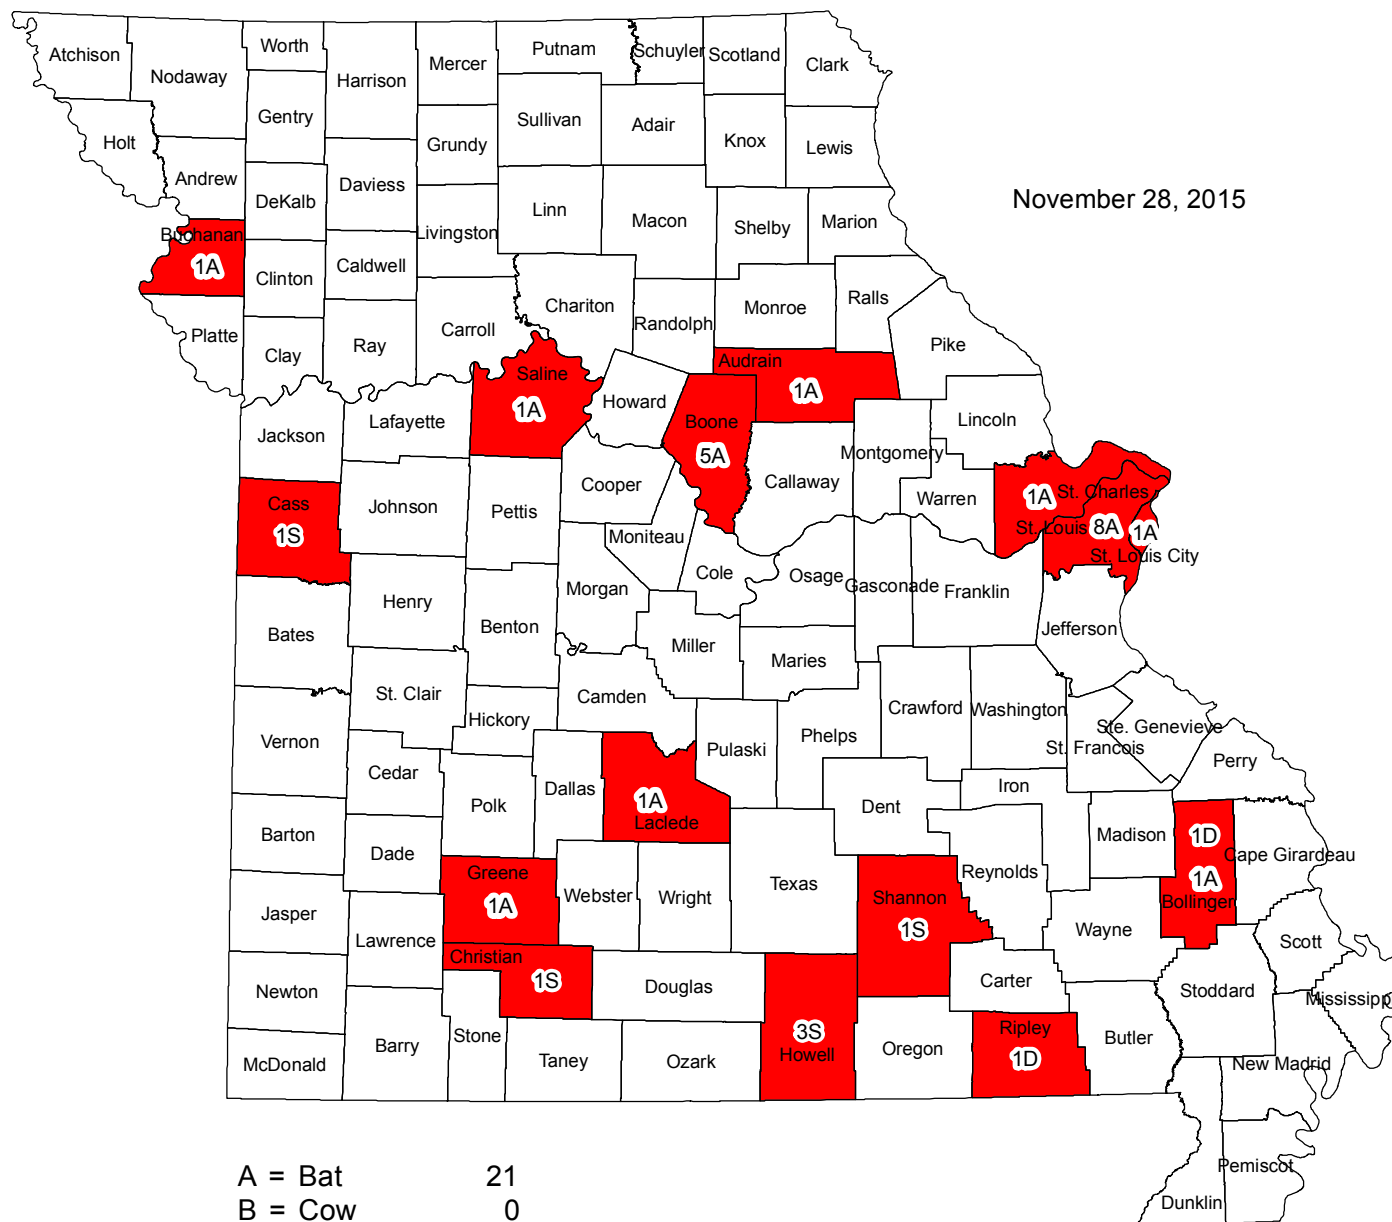 Atchison
Nodaway
Worth
Harrison
Mercer
Putnam
Schuyler
Scotland
Clark
Holt
Gentry
Grundy
Sullivan
Adair
Knox
Lewis
Andrew
DeKalb
Daviess
Livingston
Linn
Macon
Shelby
Marion
November 28, 2015
Buchanan
1A
Clinton
Caldwell
Chariton
Randolph
Monroe
Ralls
Platte
Clay
Ray
Carroll
Saline
1A
Howard
Audrain
1A
Pike
Jackson
Lafayette
Boone
5A
Callaway
Montgomery
Lincoln
Warren
1A
St. Charles
St. Louis
8A
1A
St. Louis City
Cass
1S
Johnson
Pettis
Cooper
Moniteau
Cole
Osage
Gasconade
Franklin
Jefferson
Bates
Henry
Benton
Morgan
Miller
Maries
Vernon
St. Clair
Hickory
Camden
Pulaski
Phelps
Crawford
Washington
St. Francois
Ste. Genevieve
Perry
Cedar
Polk
Dallas
1A
Laclede
Dent
Iron
Madison
1D
1A
Bollinger
Cape Girardeau
Barton
Dade
Greene
1A
Webster
Wright
Texas
Shannon
1S
Reynolds
Wayne
Jasper
Lawrence
Christian
1S
Douglas
Howell
3S
Carter
Scott
Stoddard
Mississipp
Newton
McDonald
Barry
Stone
Taney
Ozark
Oregon
Ripley
1D
Butler
New Madrid
Pemiscot
Dunklin
A = Bat 21
B = Cow 0